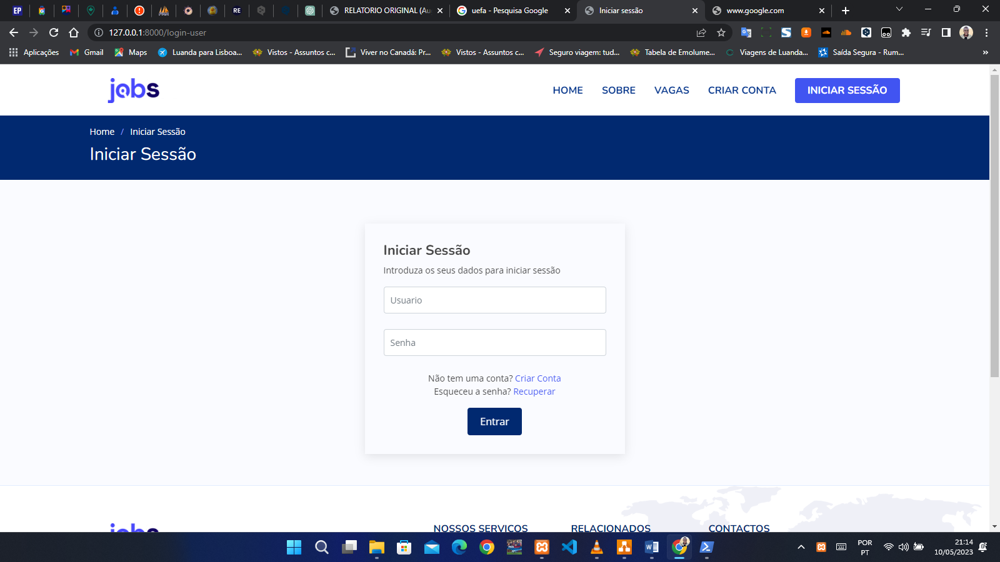 EP
RE
RELATORIO ORIGINAL (Au
uefa - Pesquisa Google
Iniciar sessão
www.google.com
127.0.0.1:8000/login-user
Aplicações
Gmail
Maps
Luanda para Lisboa...
Vistos - Assuntos c...
Viver no Canadá: Pr...
Vistos - Assuntos c...
Seguro viagem: tud...
Tabela de Emolume...
Viagens de Luanda...
Saída Segura - Rum...
»
jobs
HOME
SOBRE
VAGAS
CRIAR CONTA
INICIAR SESSÃO
Home / Iniciar Sessão
Iniciar Sessão
Iniciar Sessão
Introduza os seus dados para iniciar sessão
Usuario
Senha
Não tem uma conta? Criar Conta
Esqueceu a senha? Recuperar
Entrar
jobs
NOSSOS SERVIÇOS
RELACIONADOS
CONTACTOS
POR
PT
21:14
10/05/2023